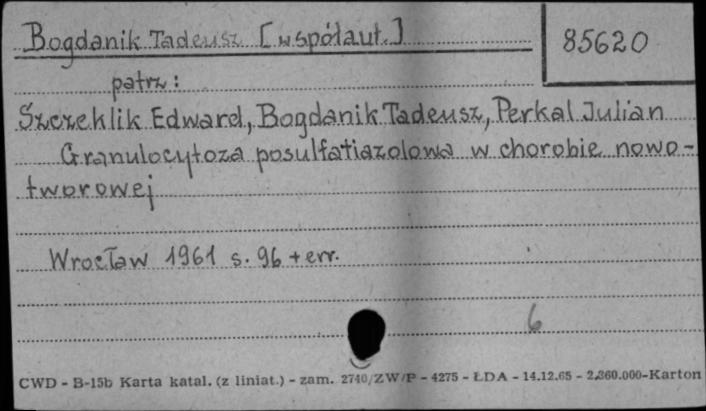 Bogdanik Tadeusz [współaut.]
85620
patrz:
Szczeklik Edward, Bogdanik Tadeusz, Perkal Julian
Granulocytoza posulfatiazolowa w chorobie nowo-
tworowej
Wrocław 1961 s. 96 + err.
6
CWD - B-15b Karta katal. (z liniat.) - zam. 2740/ZW/P - 4275 - ŁDA - 14.12.65 - 2.360.000-Karton